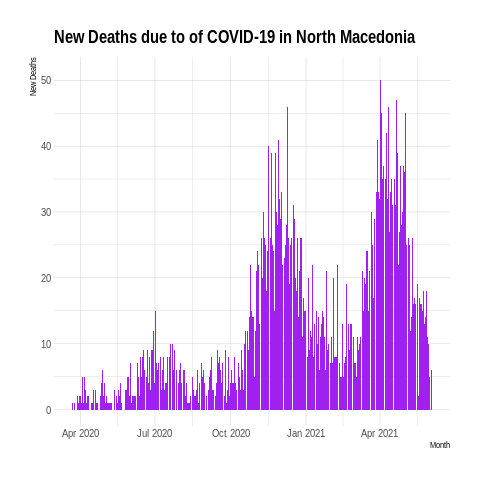 New Deaths due to of COVID-19 in North Macedonia
New Deaths
50
40
30
20
10
0
Apr 2020 Jul 2020 Oct 2020 Jan 2021 Apr 2021
Month